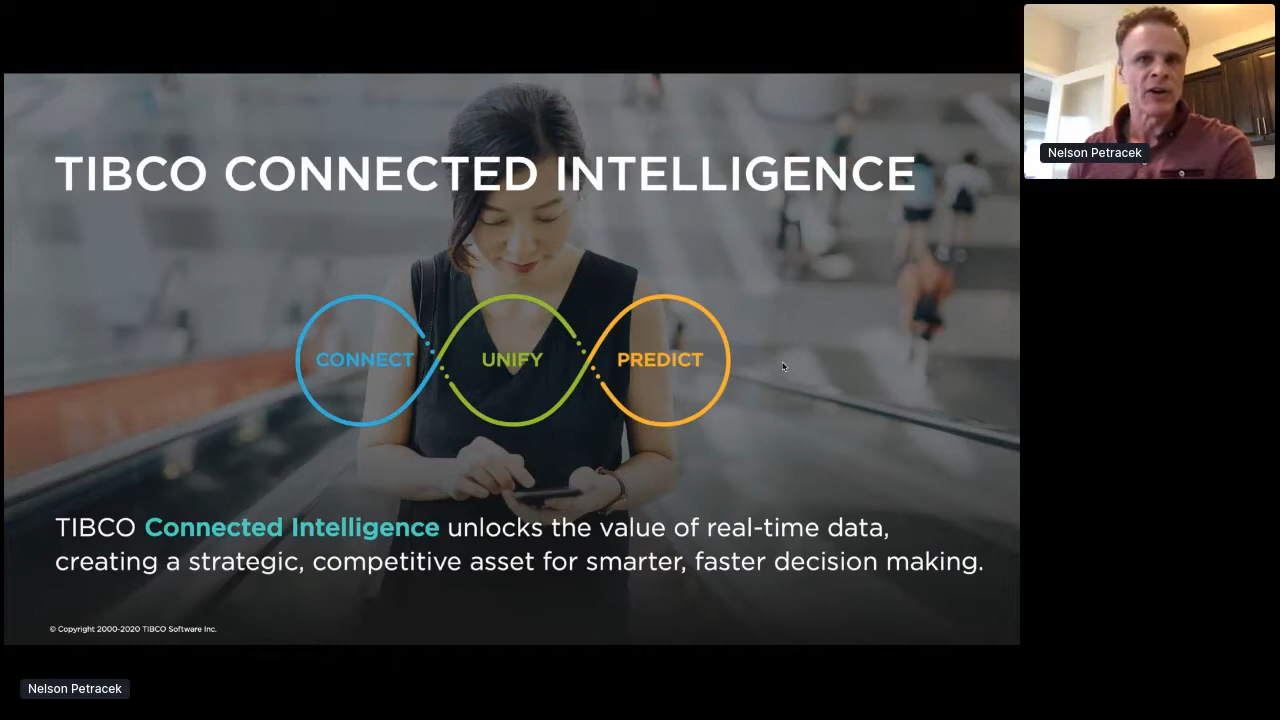 TIBCO CONNECTED INTELLIGENCE
Nelson Petracek
CONNECT
UNIFY
PREDICT
TIBCO Connected Intelligence unlocks the value of real-time data,
creating a strategic, competitive asset for smarter, faster decision making.
© Copyright 2000-2020 TIBCO Software Inc.
Nelson Petracek